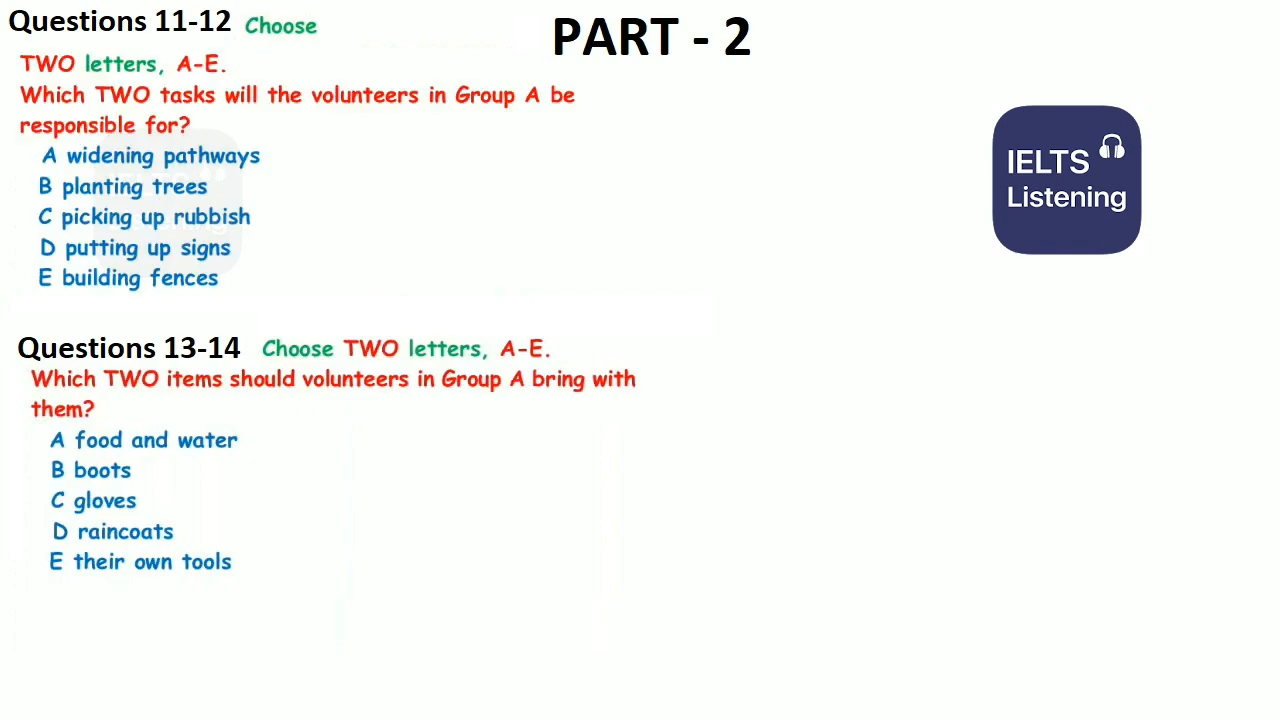 Questions 11-12 Choose
PART - 2
TWO letters, A-E.
Which TWO tasks will the volunteers in Group A be
responsible for?
A widening pathways
B planting trees
C picking up rubbish
D putting up signs
E building fences
IELTS
Listening
Questions 13-14 Choose TWO letters, A-E.
Which TWO items should volunteers in Group A bring with
them?
A food and water
B boots
C gloves
D raincoats
E their own tools